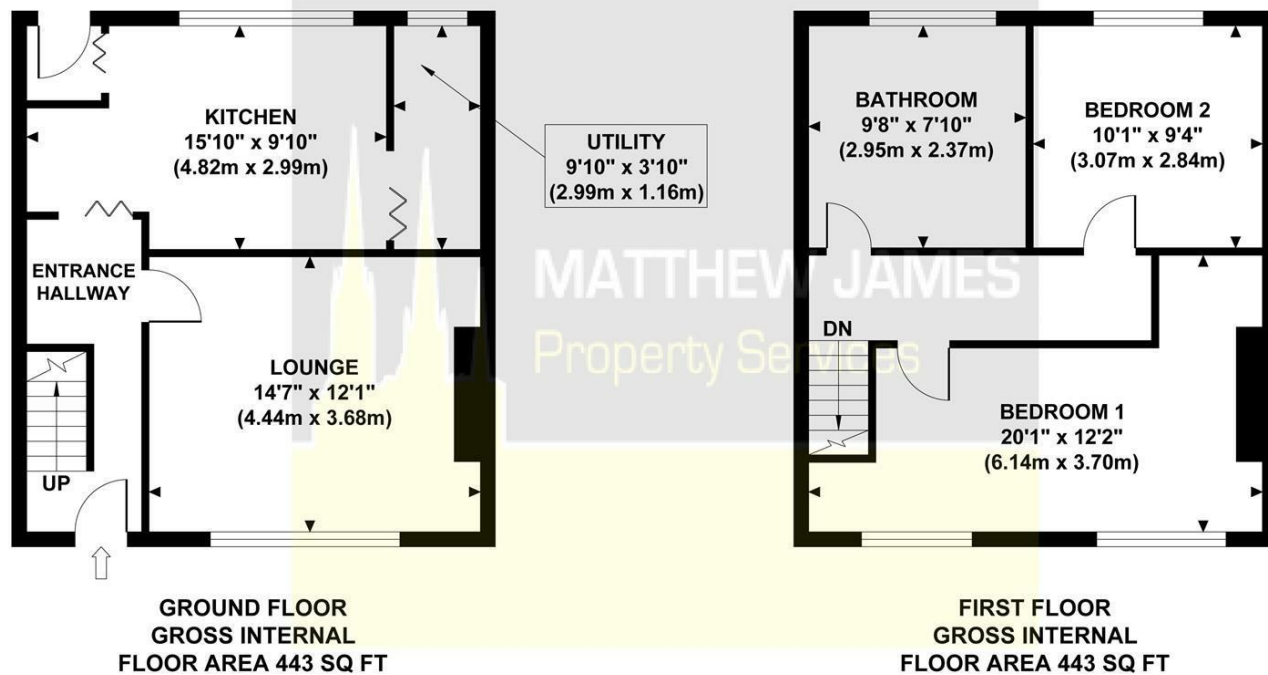 KITCHEN
15'10" x 9'10"
(4.82m x 2.99m)
UTILITY
9'10" x 3'10"
(2.99m x 1.16m)
ENTRANCE
HALLWAY
LOUNGE
14'7" x 12'1"
(4.44m x 3.68m)
UP
GROUND FLOOR
GROSS INTERNAL
FLOOR AREA 443 SQ FT
MATTHEW JAMES
Property Services
BATHROOM
9'8" x 7'10"
(2.95m x 2.37m)
BEDROOM 2
10'1" x 9'4"
(3.07m x 2.84m)
DN
BEDROOM 1
20'1" x 12'2"
(6.14m x 3.70m)
FIRST FLOOR
GROSS INTERNAL
FLOOR AREA 443 SQ FT